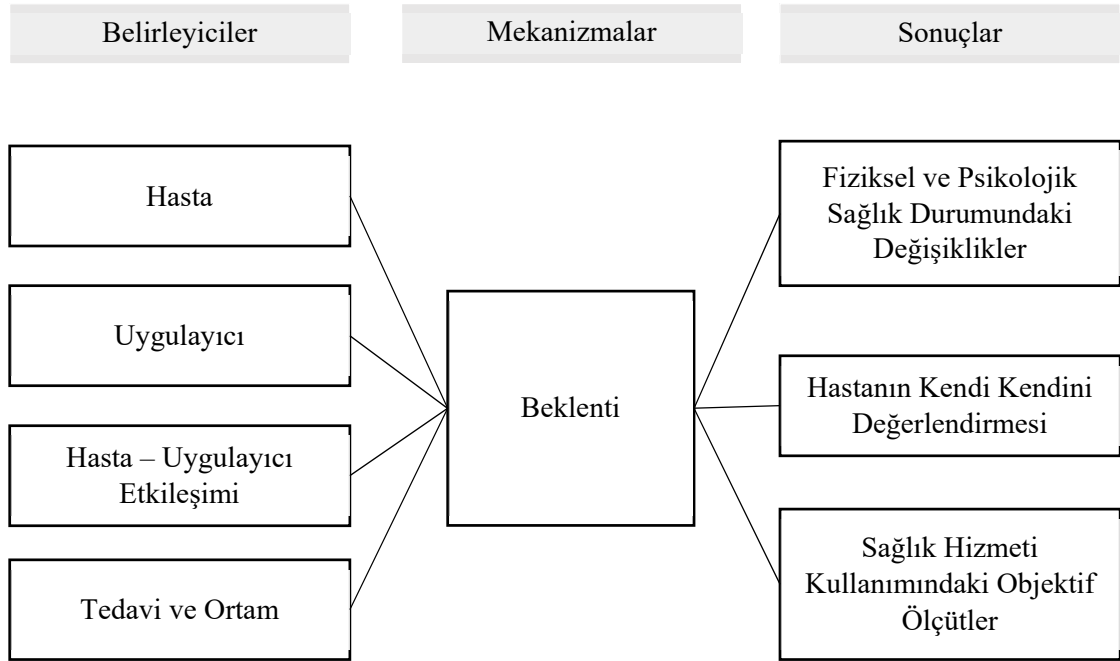 Belirleyiciler
Mekanizmalar
Sonuçlar
Hasta
Uygulayıcı
Hasta – Uygulayıcı
Etkileşimi
Tedavi ve Ortam
Beklenti
Fiziksel ve Psikolojik
Sağlık Durumundaki
Değişiklikler
Hastanın Kendi Kendini
Değerlendirmesi
Sağlık Hizmeti
Kullanımındaki Objektif
Ölçütler